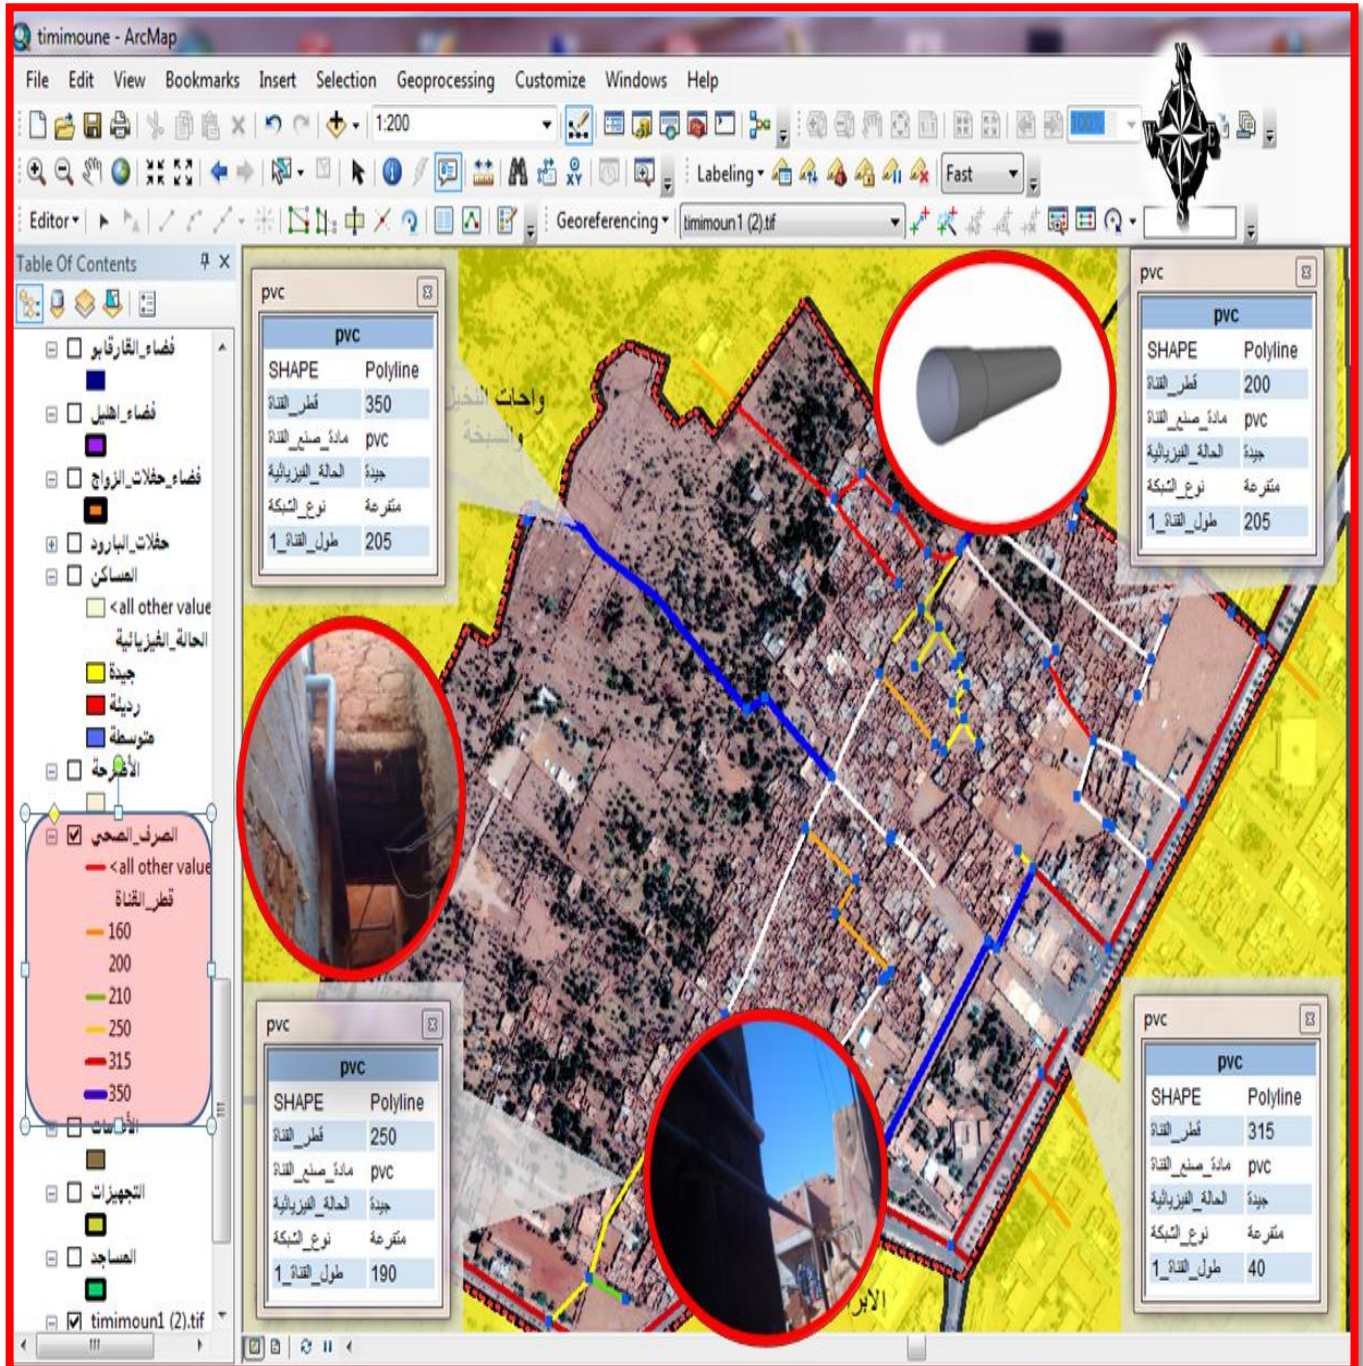 timimoune - ArcMap
File Edit View Bookmarks Insert Selection Geoprocessing Customize Windows Help
1:200
100%
Labeling
Fast
Editor
Georeferencing
timimoun1 (2).tif
N
W E
S
Table Of Contents
فضاء_القارقابو
فضاء_اهليل
فضاء_حفلات_الزواج
حفلات_البارود
المساكن
<all other value
الحالة_الفيزيائية
جيدة
رديئة
متوسطة
الأضرحة
الصرف_الصحي
<all other value
قطر_القناة
160
200
210
250
315
350
التجهيزات
المساجد
timimoun1 (2).tif
pvc
pvc
SHAPE Polyline
قطر_القناة 350
مادة_صنع_القناة pvc
الحالة_الفيزيائية جيدة
نوع_الشبكة متفرعة
طول_القناة_1 205
واحات النخيل
والسبخة
pvc
pvc
SHAPE Polyline
قطر_القناة 200
مادة_صنع_القناة pvc
الحالة_الفيزيائية جيدة
نوع_الشبكة متفرعة
طول_القناة_1 205
pvc
pvc
SHAPE Polyline
قطر_القناة 250
مادة_صنع_القناة pvc
الحالة_الفيزيائية جيدة
نوع_الشبكة متفرعة
طول_القناة_1 190
pvc
pvc
SHAPE Polyline
قطر_القناة 315
مادة_صنع_القناة pvc
الحالة_الفيزيائية جيدة
نوع_الشبكة متفرعة
طول_القناة_1 40